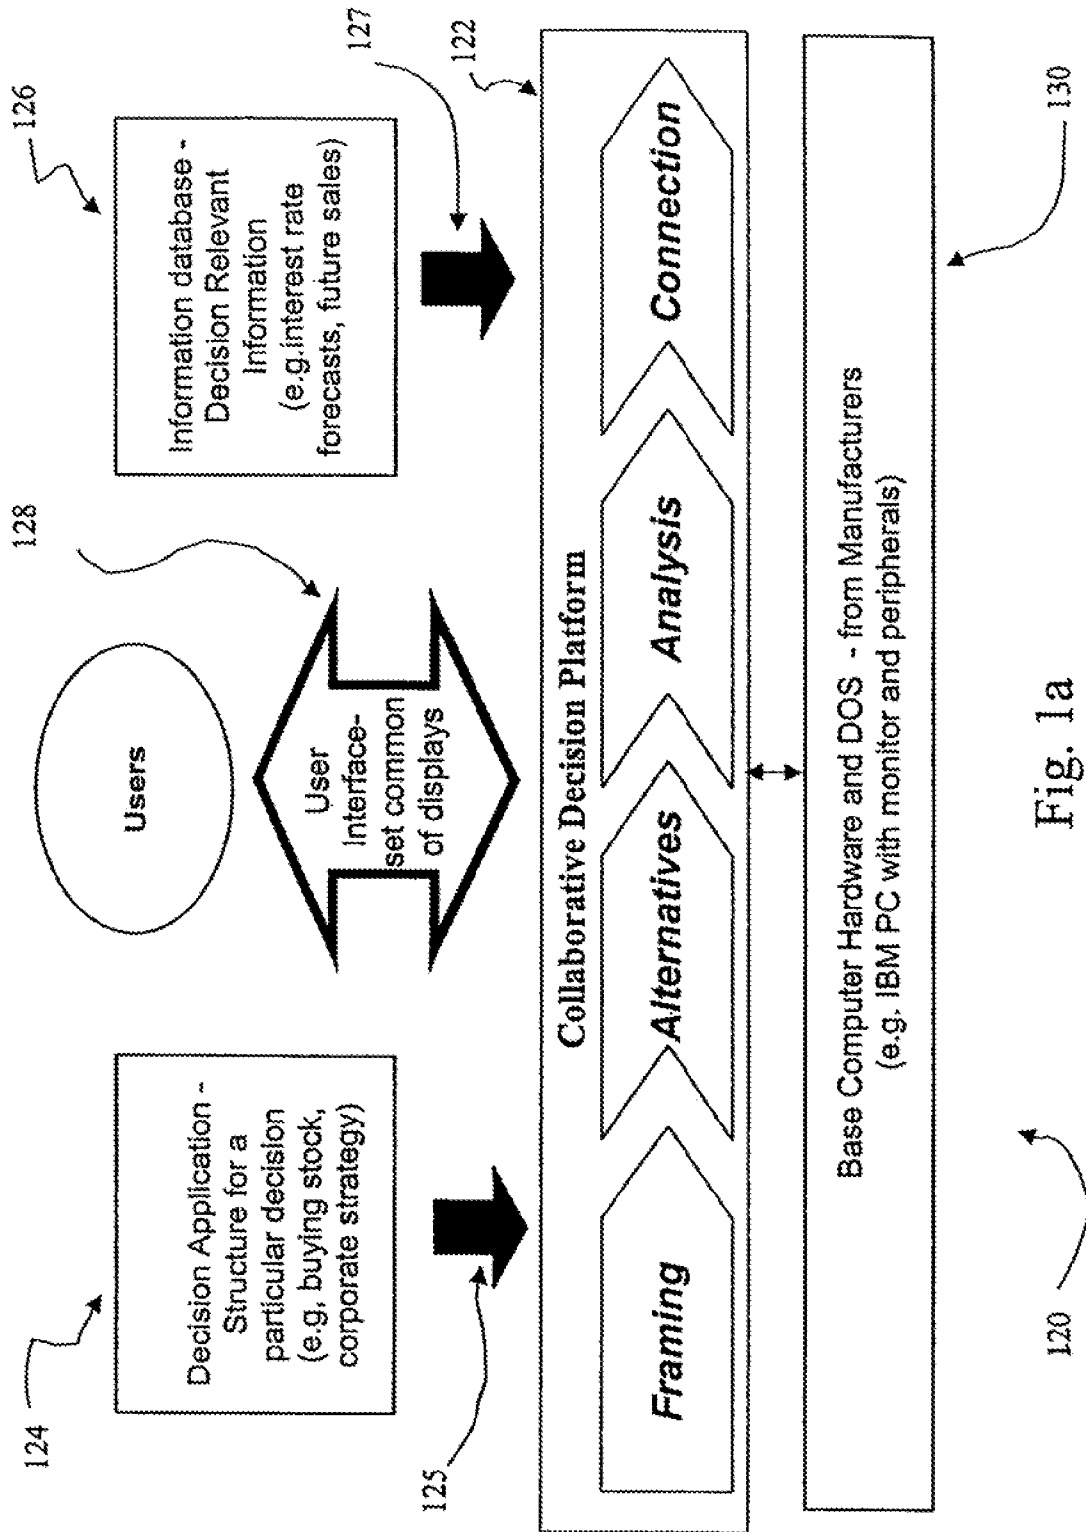 124
Decision Application -
Structure for a
particular decision
(e.g, buying stock,
corporate strategy)
125
Users
User
Interface-
set common
of displays
128
126
Information database -
Decision Relevant
Information
(e.g.interest rate
forecasts, future sales)
127
122
Collaborative Decision Platform
Framing
Alternatives
Analysis
Connection
Base Computer Hardware and DOS - from Manufacturers
(e.g. IBM PC with monitor and peripherals)
130
120
Fig. 1a